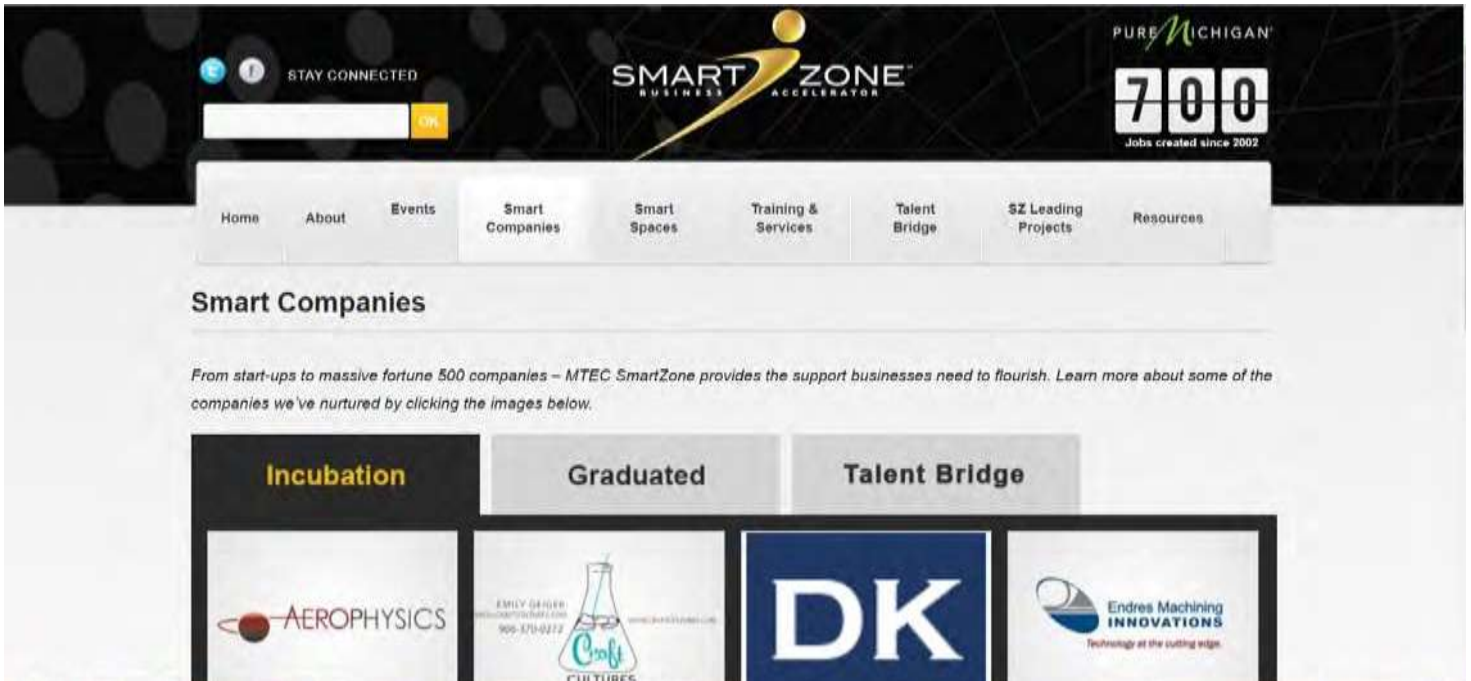 PURE MICHIGAN
t f STAY CONNECTED
SMART ZONE
BUSINESS ACCELERATOR
700
OK
Jobs created since 2002
Home
About
Events
Smart
Companies
Smart
Spaces
Training &
Services
Talent
Bridge
SZ Leading
Projects
Resources
Smart Companies
From start-ups to massive fortune 500 companies – MTEC SmartZone provides the support businesses need to flourish. Learn more about some of the
companies we've nurtured by clicking the images below.
Incubation
Graduated
Talent Bridge
AEROPHYSICS
EMILY GEIGER
906-370-0272
Croft
CULTURES
DK
Endres Machining
INNOVATIONS
Technology at the cutting edge.